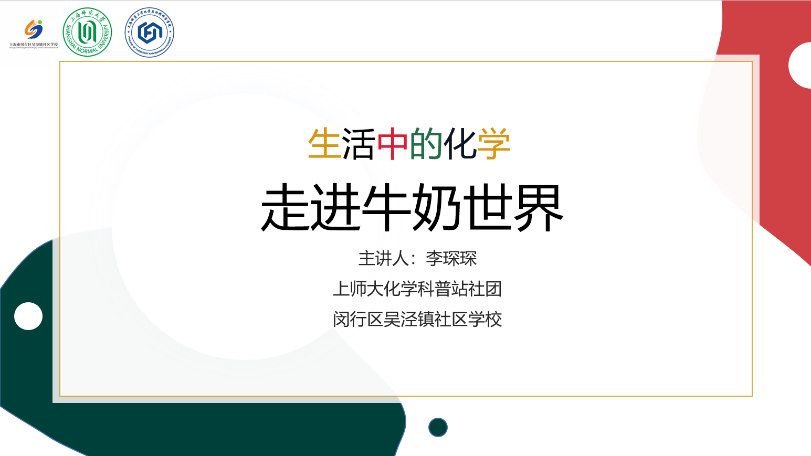 生活中的化学
走进牛奶世界
主讲人：李琛琛
上师大化学科普站社团
闵行区吴泾镇社区学校